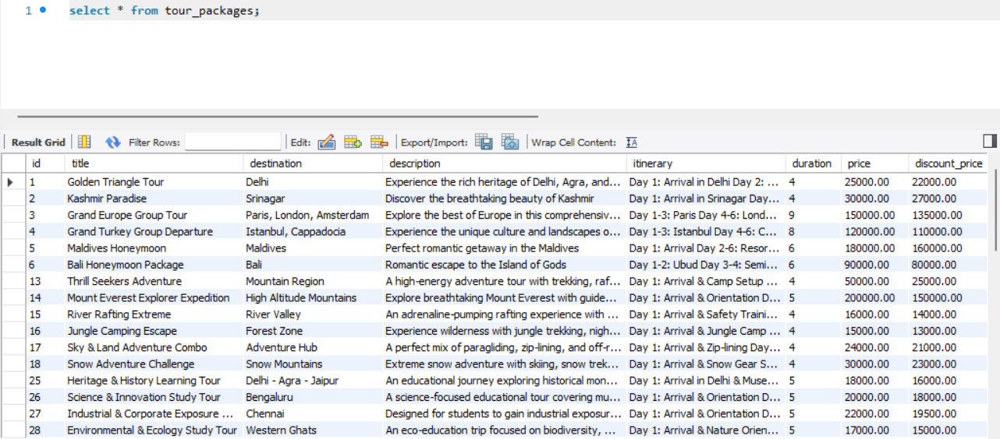 1 select * from tour_packages;
Result Grid Filter Rows: Edit: Export/Import: Wrap Cell Content:
id title destination description itinerary duration price discount_price
1 Golden Triangle Tour Delhi Experience the rich heritage of Delhi, Agra, and... Day 1: Arrival in Delhi Day 2: ... 4 25000.00 22000.00
2 Kashmir Paradise Srinagar Discover the breathtaking beauty of Kashmir Day 1: Arrival in Srinagar Day... 4 30000.00 27000.00
3 Grand Europe Group Tour Paris, London, Amsterdam Explore the best of Europe in this comprehensiv... Day 1-3: Paris Day 4-6: Lond... 9 150000.00 135000.00
4 Grand Turkey Group Departure Istanbul, Cappadocia Experience the unique culture and landscapes o... Day 1-3: Istanbul Day 4-6: C... 8 120000.00 110000.00
5 Maldives Honeymoon Maldives Perfect romantic getaway in the Maldives Day 1: Arrival Day 2-6: Resor... 6 180000.00 160000.00
6 Bali Honeymoon Package Bali Romantic escape to the Island of Gods Day 1-2: Ubud Day 3-4: Semi... 6 90000.00 80000.00
13 Thrill Seekers Adventure Mountain Region A high-energy adventure tour with trekking, raf... Day 1: Arrival & Camp Setup ... 4 50000.00 25000.00
14 Mount Everest Explorer Expedition High Altitude Mountains Explore breathtaking Mount Everest with guide... Day 1: Arrival & Orientation D... 5 200000.00 150000.00
15 River Rafting Extreme River Valley An adrenaline-pumping rafting experience with ... Day 1: Arrival & Safety Traini... 4 16000.00 14000.00
16 Jungle Camping Escape Forest Zone Experience wilderness with jungle trekking, nigh... Day 1: Arrival & Jungle Camp ... 4 15000.00 13000.00
17 Sky & Land Adventure Combo Adventure Hub A perfect mix of paragliding, zip-lining, and off-r... Day 1: Arrival & Zip-lining Day... 4 24000.00 21000.00
18 Snow Adventure Challenge Snow Mountains Extreme snow adventure with skiing, snow trek... Day 1: Arrival & Snow Gear S... 4 30000.00 23000.00
25 Heritage & History Learning Tour Delhi - Agra - Jaipur An educational journey exploring historical mon... Day 1: Arrival in Delhi & Muse... 5 18000.00 16000.00
26 Science & Innovation Study Tour Bengaluru A science-focused educational tour covering mu... Day 1: Arrival & Orientation D... 5 20000.00 18000.00
27 Industrial & Corporate Exposure ... Chennai Designed for students to gain industrial exposur... Day 1: Arrival & Orientation D... 5 22000.00 19500.00
28 Environmental & Ecology Study Tour Western Ghats An eco-education trip focused on biodiversity, ... Day 1: Arrival & Nature Orien... 5 17000.00 15000.00